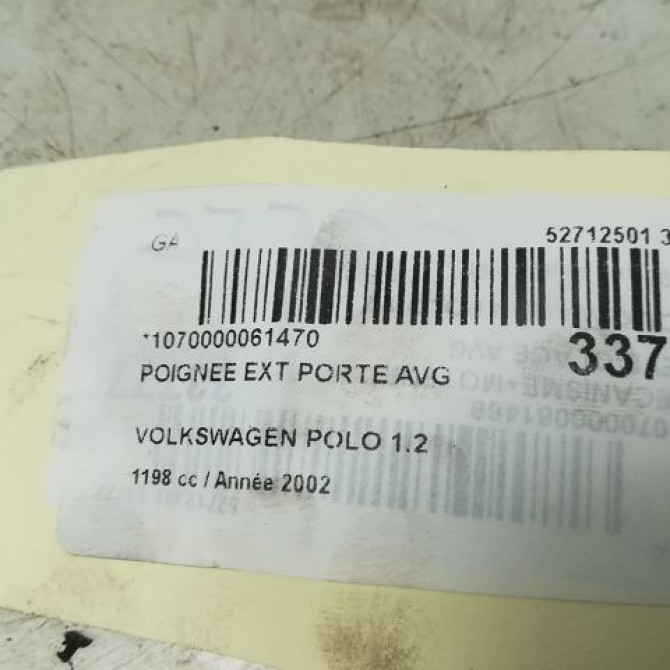 GA
52712501 3
*1070000061470
337
POIGNEE EXT PORTE AVG
VOLKSWAGEN POLO 1.2
1198 cc / Année 2002